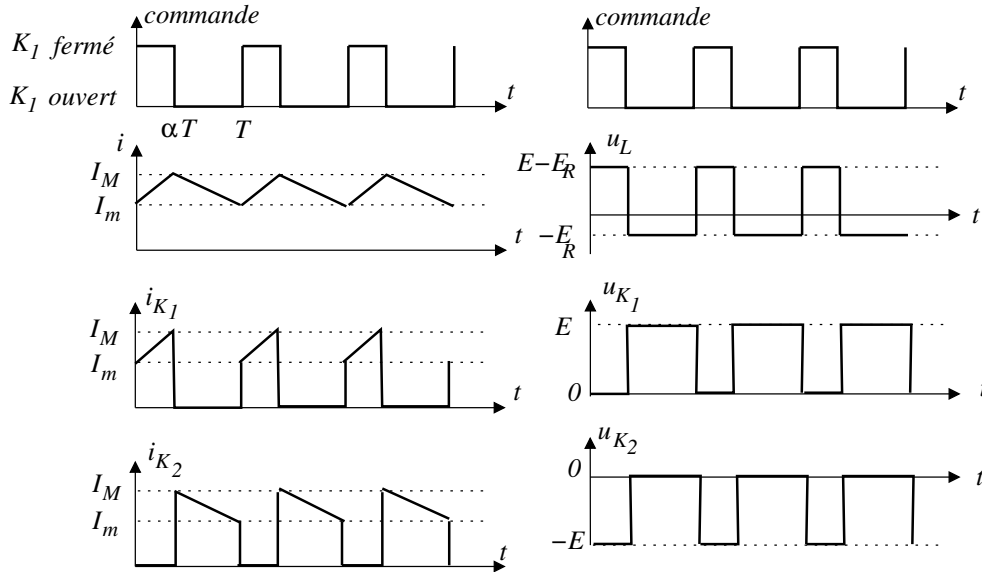 commande
K1 fermé
K1 ouvert
t
αT
T
i
IM
Im
t
iK1
IM
Im
t
iK2
IM
Im
t
t
uL
E−ER
−ER
t
uK1
E
0
t
uK2
0
−E
t
commande